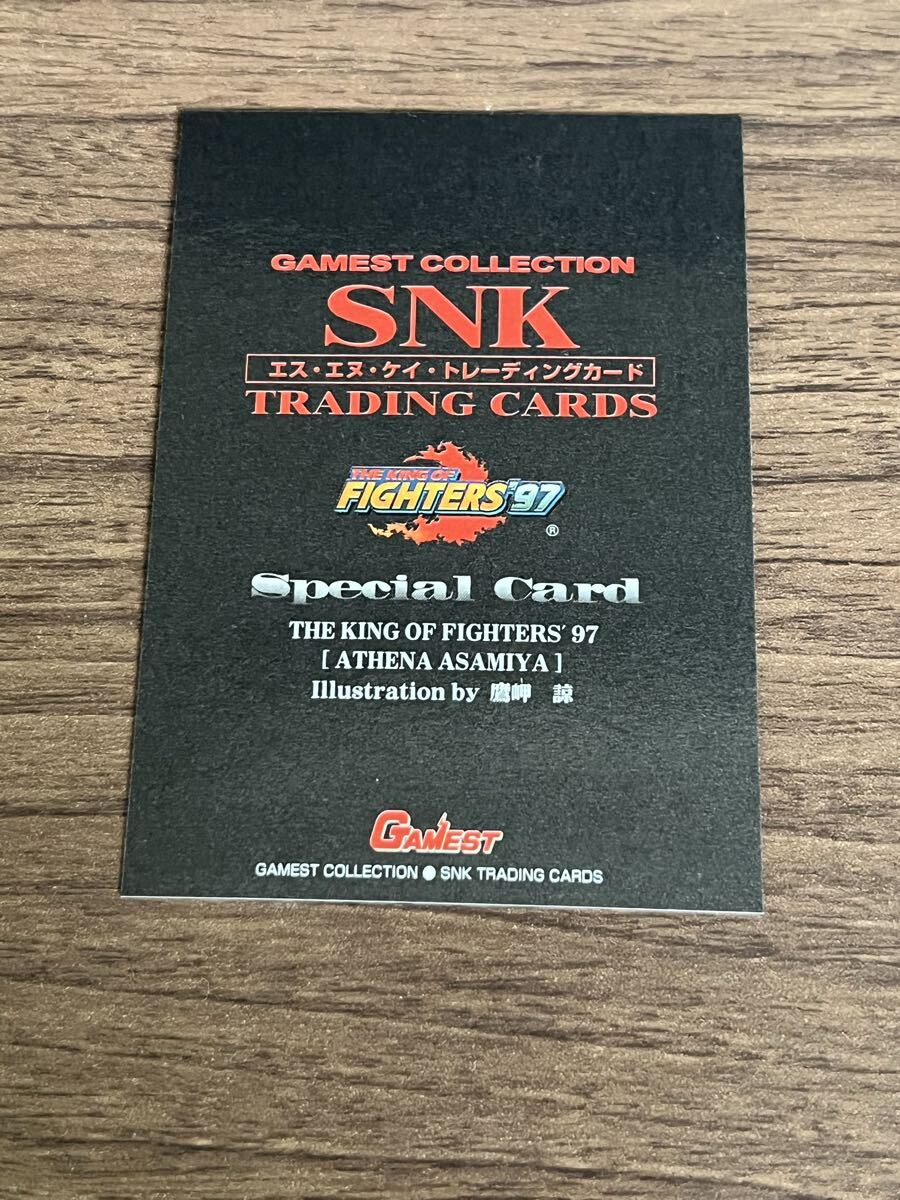 GAMEST COLLECTION
SNK
エス・エヌ・ケイ・トレーディングカード
TRADING CARDS
THE KING OF
FIGHTERS'97
®
Special Card
THE KING OF FIGHTERS' 97
[ ATHENA ASAMIYA ]
Illustration by 鷹岬 諒
GAMEST
GAMEST COLLECTION ● SNK TRADING CARDS